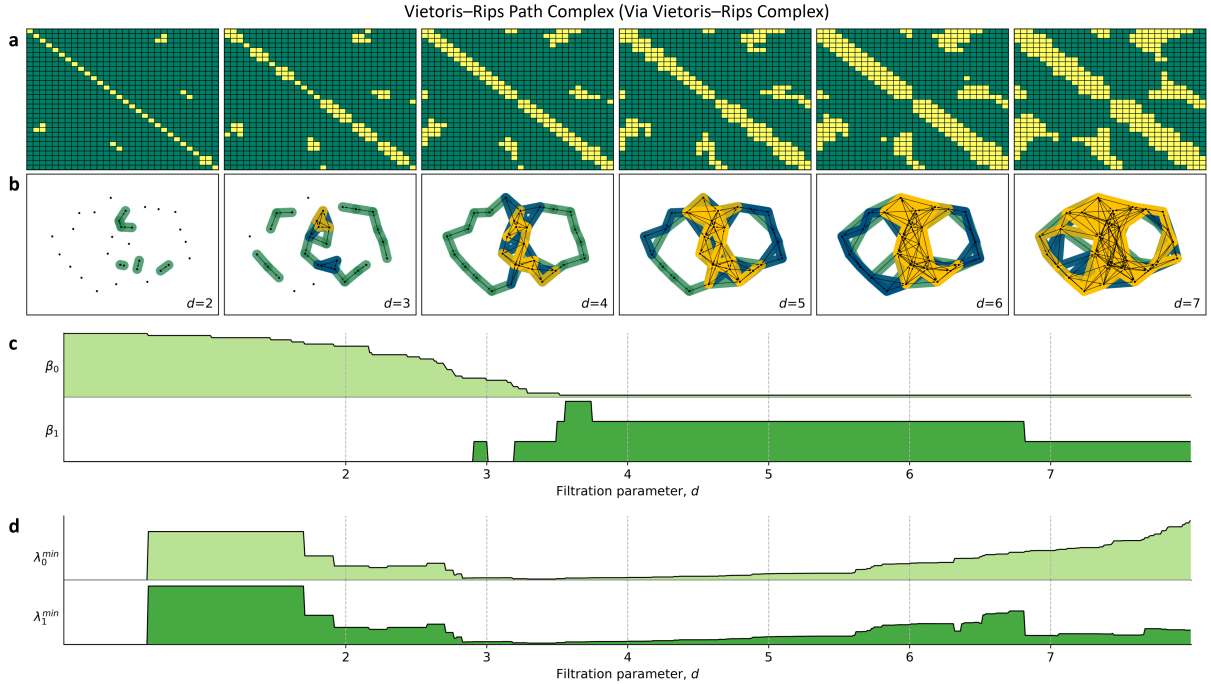 Vietoris–Rips Path Complex (Via Vietoris–Rips Complex)
a
b
d=2
d=3
d=4
d=5
d=6
d=7
c
β₀
β₁
2 3 4 5 6 7
Filtration parameter, d
d
λ₀ᵐⁱⁿ
λ₁ᵐⁱⁿ
2 3 4 5 6 7
Filtration parameter, d